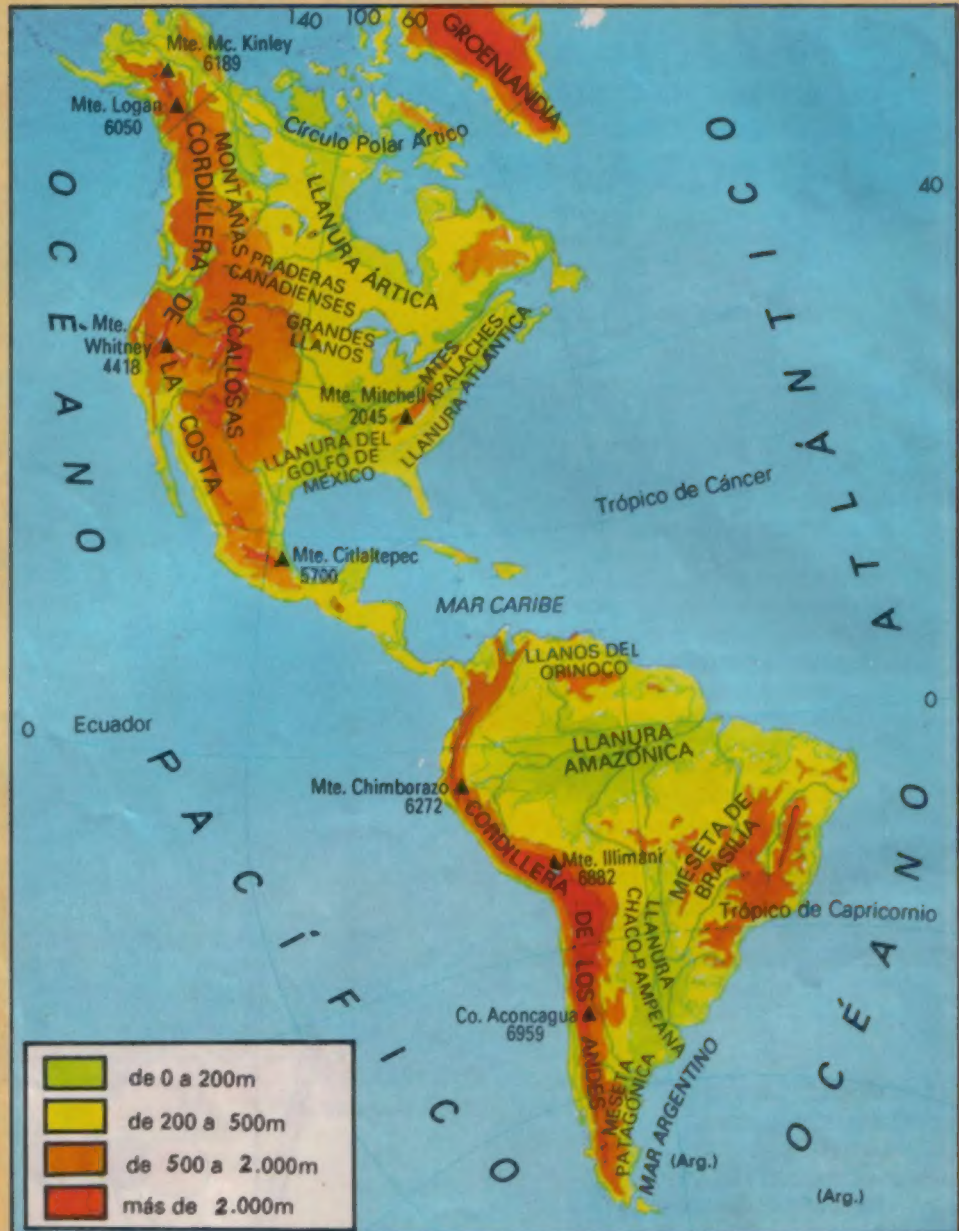 140 100 60
Mte. Mc. Kinley
6189
GROENLANDIA
Mte. Logan
6050
Círculo Polar Ártico
OCÉANO PACÍFICO
OCÉANO ATLÁNTICO
40
CORDILLERA DE LA COSTA
MONTAÑAS ROCALLOSAS
LLANURA ÁRTICA
PRADERAS
CANADIENSES
GRANDES
LLANOS
Mte.
Whitney
4418
MTES
APALACHES
LLANURA ATLÁNTICA
Mte. Mitchell
2045
LLANURA DEL
GOLFO DE
MÉXICO
Trópico de Cáncer
Mte. Citlaltepec
5700
MAR CARIBE
LLANOS DEL
ORINOCO
0
Ecuador
0
LLANURA
AMAZÓNICA
Mte. Chimborazo
6272
CORDILLERA DE LOS ANDES
Mte. Illimani
6882
MESETA DE
BRASILIA
Trópico de Capricornio
LLANURA
CHACO-PAMPEANA
Co. Aconcagua
6959
MESETA
PATAGÓNICA
MAR ARGENTINO
(Arg.)
(Arg.)
de 0 a 200m
de 200 a 500m
de 500 a 2.000m
más de 2.000m